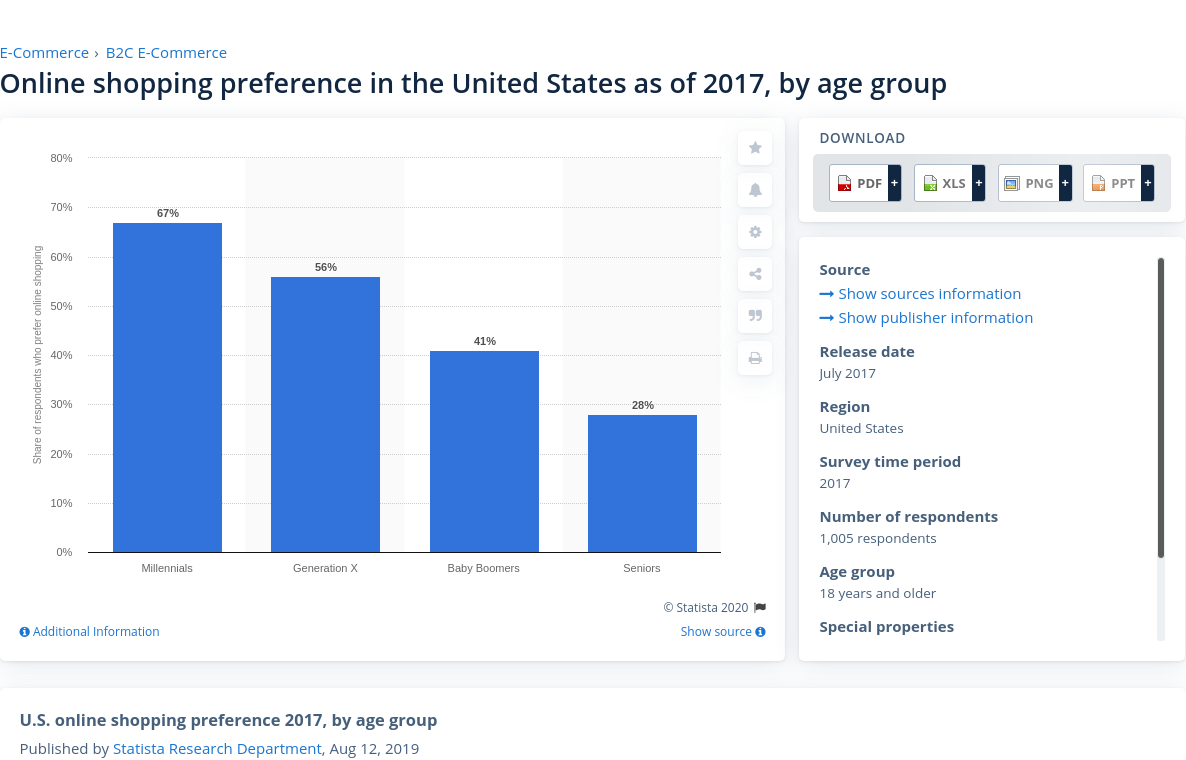 E-Commerce › B2C E-Commerce
Online shopping preference in the United States as of 2017, by age group
80%
70%
60%
50%
40%
30%
20%
10%
0%
Share of respondents who prefer online shopping
67%
56%
41%
28%
Millennials
Generation X
Baby Boomers
Seniors
© Statista 2020
Additional Information
Show source
DOWNLOAD
PDF +
XLS +
PNG +
PPT +
Source
Show sources information
Show publisher information
Release date
July 2017
Region
United States
Survey time period
2017
Number of respondents
1,005 respondents
Age group
18 years and older
Special properties
U.S. online shopping preference 2017, by age group
Published by Statista Research Department, Aug 12, 2019